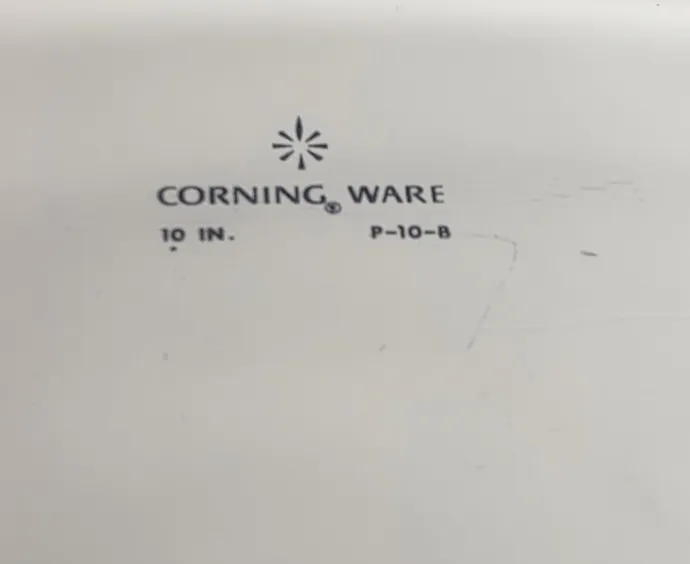 CORNING® WARE
10 IN. P-10-B